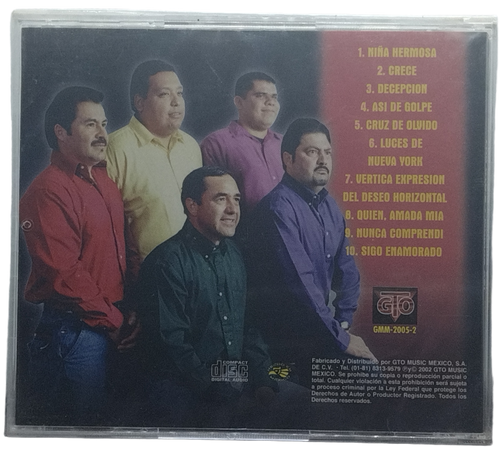 1. NIÑA HERMOSA
2. CRECE
3. DECEPCION
4. ASI DE GOLPE
5. CRUZ DE OLVIDO
6. LUCES DE
NUEVA YORK
7. VERTICA EXPRESION
DEL DESEO HORIZONTAL
8. QUIEN, AMADA MIA
9. NUNCA COMPRENDI
10. SIGO ENAMORADO
GTO
GMM-2005-2
COMPACT
disc
DIGITAL AUDIO
Fabricado y Distribuido por GTO MUSIC MEXICO, S.A.
DE C.V. - Tel. (01-81) 8313-9579 ℗y© 2002 GTO MUSIC
MEXICO. Se prohibe su copia o reproducción parcial o
total. Cualquier violación a esta prohibición será sujeta
a proceso criminal por la Ley Federal que protege los
Derechos de Autor o Productor Registrado. Todos los
Derechos reservados.